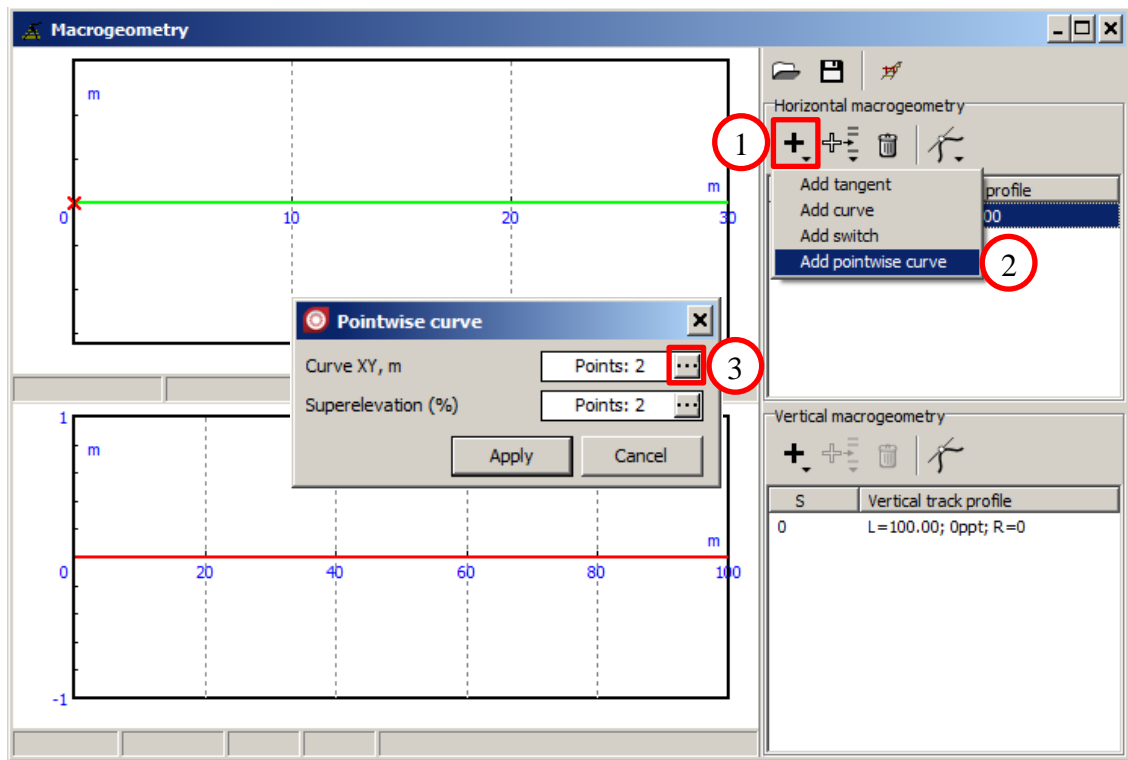 Macrogeometry
m
m
0 10 20 30
Horizontal macrogeometry
1
Add tangent
Add curve
Add switch
Add pointwise curve
2
profile
00
Pointwise curve
Curve XY, m Points: 2 ...
3
Superelevation (%) Points: 2 ...
Apply Cancel
1
m
m
0 20 40 60 80 100
-1
Vertical macrogeometry
S Vertical track profile
0 L=100.00; 0ppt; R=0